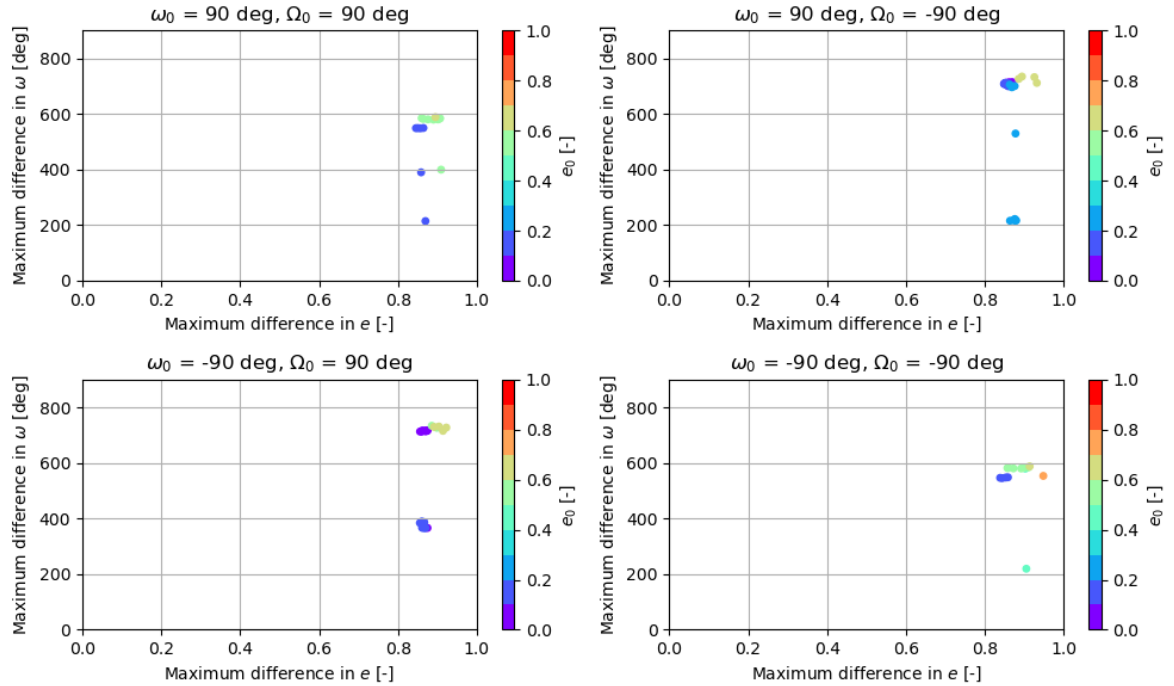 ω₀ = 90 deg, Ω₀ = 90 deg
Maximum difference in ω [deg]
800
600
400
200
0
0.0 0.2 0.4 0.6 0.8 1.0
Maximum difference in e [-]
1.0
0.8
0.6
0.4
0.2
0.0
e₀ [-]
ω₀ = 90 deg, Ω₀ = -90 deg
Maximum difference in ω [deg]
800
600
400
200
0
0.0 0.2 0.4 0.6 0.8 1.0
Maximum difference in e [-]
1.0
0.8
0.6
0.4
0.2
0.0
e₀ [-]
ω₀ = -90 deg, Ω₀ = 90 deg
Maximum difference in ω [deg]
800
600
400
200
0
0.0 0.2 0.4 0.6 0.8 1.0
Maximum difference in e [-]
1.0
0.8
0.6
0.4
0.2
0.0
e₀ [-]
ω₀ = -90 deg, Ω₀ = -90 deg
Maximum difference in ω [deg]
800
600
400
200
0
0.0 0.2 0.4 0.6 0.8 1.0
Maximum difference in e [-]
1.0
0.8
0.6
0.4
0.2
0.0
e₀ [-]